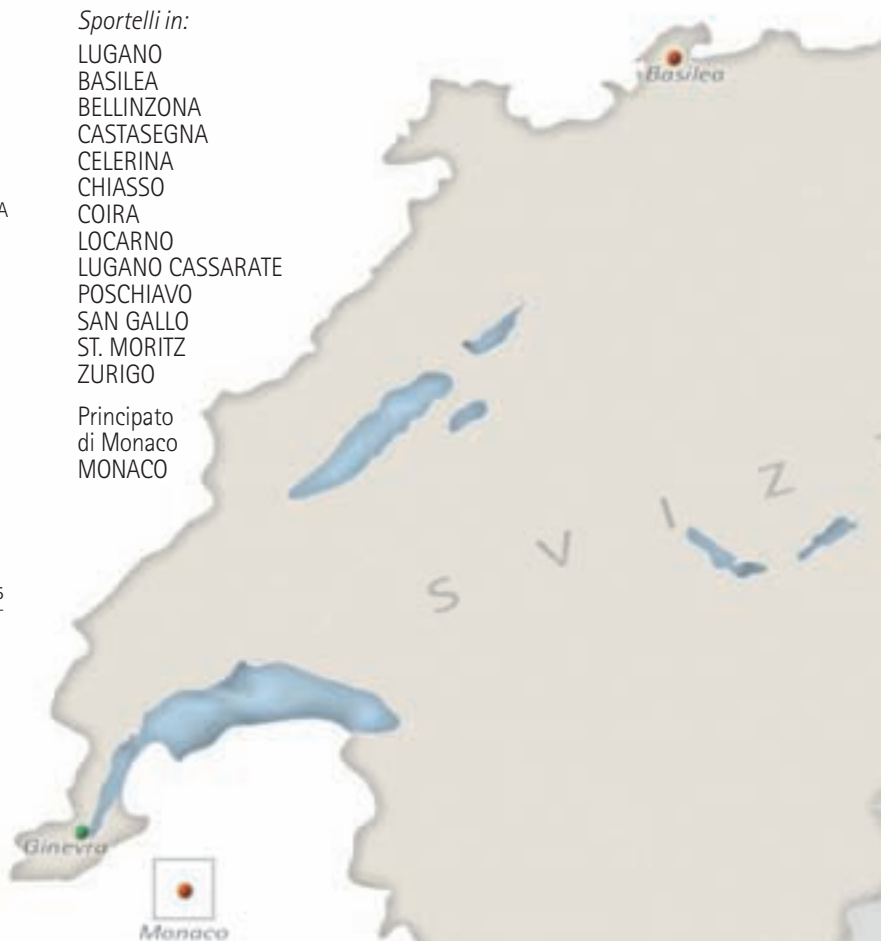 Sportelli in:
LUGANO
BASILEA
BELLINZONA
CASTASEGNA
CELERINA
CHIASSO
COIRA
LOCARNO
LUGANO CASSARATE
POSCHIAVO
SAN GALLO
ST. MORITZ
ZURIGO
Principato
di Monaco
MONACO
Basilea
S V I Z
Ginevra
Monaco